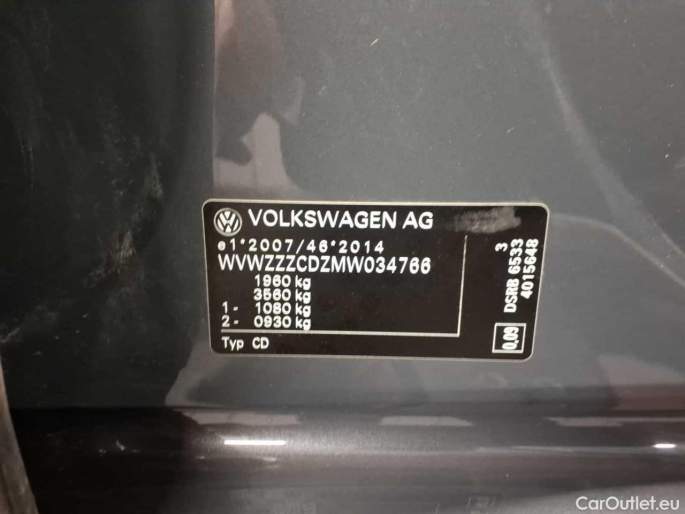 VOLKSWAGEN AG
e1*2007/46*2014
WVWZZZCDZMW034766
1960 kg
3560 kg
1- 1080 kg
2- 0930 kg
Typ CD
3
DSRB 6533
4015648
0.09
CarOutlet.eu